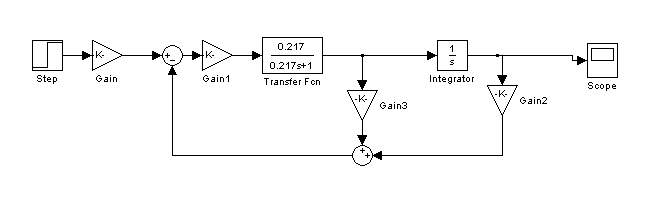 Step
K-
Gain
K-
Gain1
0.217
0.217s+1
Transfer Fcn
1
s
Integrator
Scope
-K-
Gain3
-K-
Gain2